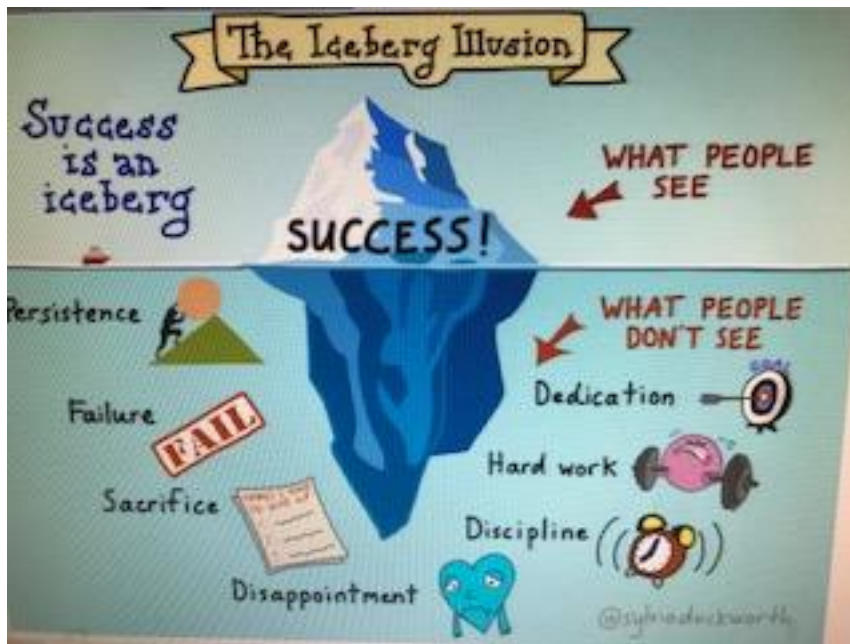 The Iceberg Illusion
Success
is an
iceberg
WHAT PEOPLE
SEE
SUCCESS!
Persistence
WHAT PEOPLE
DON'T SEE
GOAL
Dedication
Failure
FAIL
Hard work
Sacrifice
Discipline
Disappointment
@sylviaduckworth